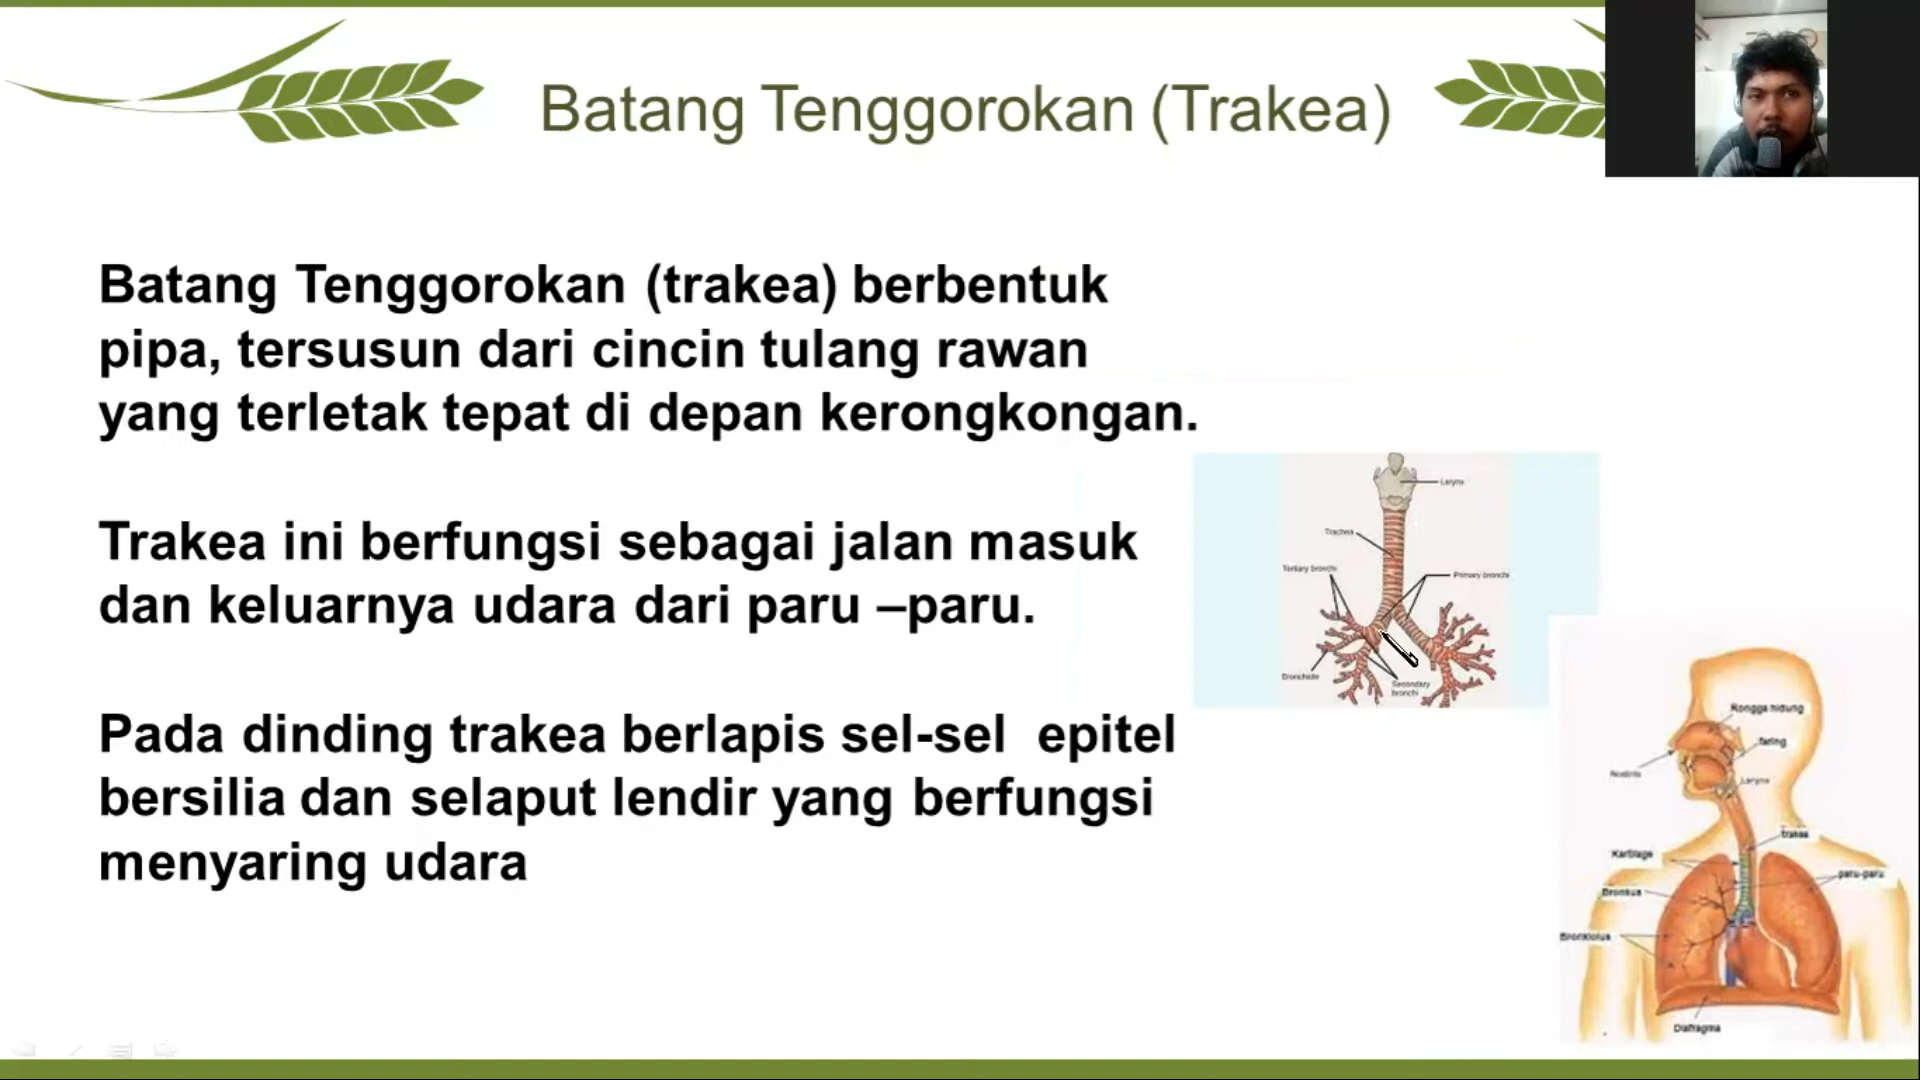 Batang Tenggorokan (Trakea)
Batang Tenggorokan (trakea) berbentuk
pipa, tersusun dari cincin tulang rawan
yang terletak tepat di depan kerongkongan.
Trakea ini berfungsi sebagai jalan masuk
dan keluarnya udara dari paru –paru.
Pada dinding trakea berlapis sel-sel epitel
bersilia dan selaput lendir yang berfungsi
menyaring udara
Larynx
Trachea
Tertiary bronchi
Primary bronchi
Bronchiole
Secondary
bronchi
Rongga hidung
faring
Nostrils
Larynx
trakea
Kartilage
paru-paru
Bronkus
Bronkiolus
Diafragma